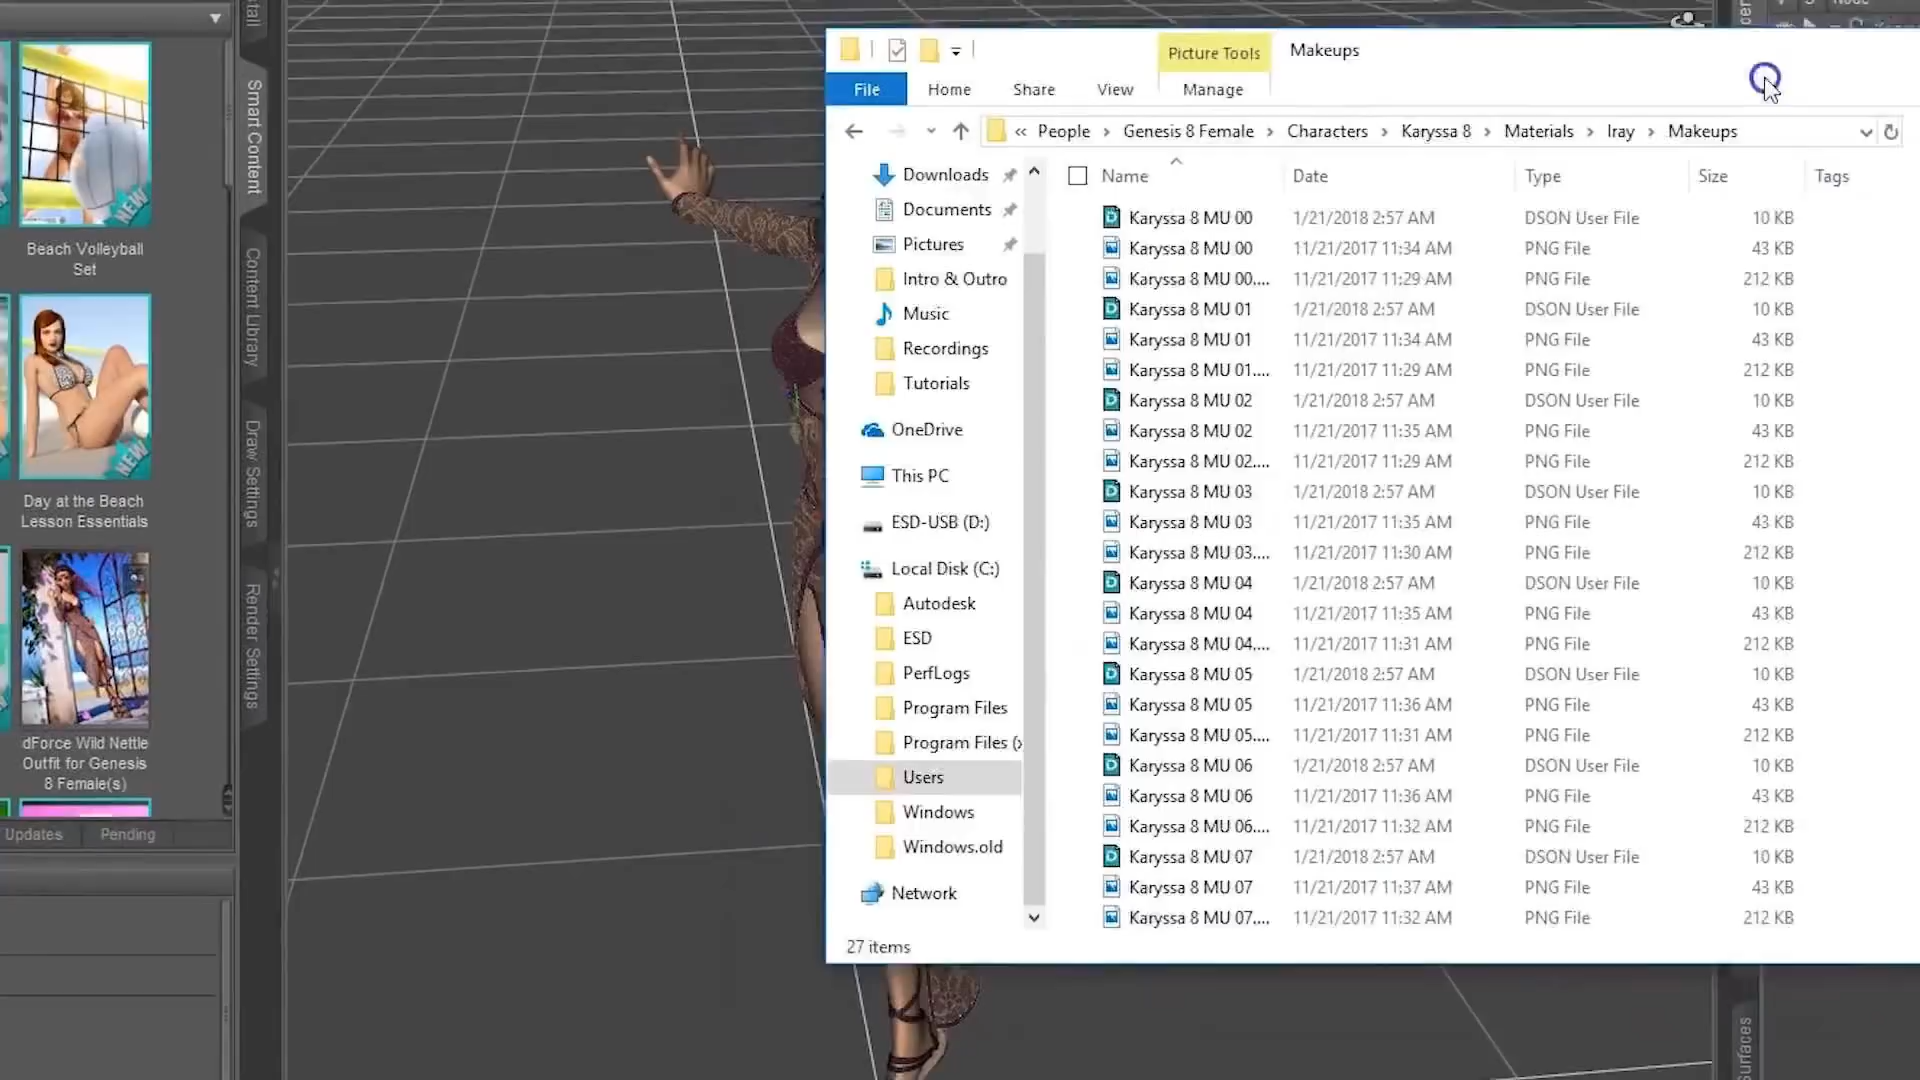 Makeups
Picture Tools
File
Home
Share
View
Manage
« People › Genesis 8 Female › Characters › Karyssa 8 › Materials › Iray › Makeups
Downloads
Documents
Pictures
Intro & Outro
Music
Recordings
Tutorials
OneDrive
This PC
ESD-USB (D:)
Local Disk (C:)
Autodesk
ESD
PerfLogs
Program Files
Program Files (
Users
Windows
Windows.old
Network
Name Date Type Size Tags
Karyssa 8 MU 00 1/21/2018 2:57 AM DSON User File 10 KB
Karyssa 8 MU 00 11/21/2017 11:34 AM PNG File 43 KB
Karyssa 8 MU 00.... 11/21/2017 11:29 AM PNG File 212 KB
Karyssa 8 MU 01 1/21/2018 2:57 AM DSON User File 10 KB
Karyssa 8 MU 01 11/21/2017 11:34 AM PNG File 43 KB
Karyssa 8 MU 01.... 11/21/2017 11:29 AM PNG File 212 KB
Karyssa 8 MU 02 1/21/2018 2:57 AM DSON User File 10 KB
Karyssa 8 MU 02 11/21/2017 11:35 AM PNG File 43 KB
Karyssa 8 MU 02.... 11/21/2017 11:29 AM PNG File 212 KB
Karyssa 8 MU 03 1/21/2018 2:57 AM DSON User File 10 KB
Karyssa 8 MU 03 11/21/2017 11:35 AM PNG File 43 KB
Karyssa 8 MU 03.... 11/21/2017 11:30 AM PNG File 212 KB
Karyssa 8 MU 04 1/21/2018 2:57 AM DSON User File 10 KB
Karyssa 8 MU 04 11/21/2017 11:35 AM PNG File 43 KB
Karyssa 8 MU 04.... 11/21/2017 11:31 AM PNG File 212 KB
Karyssa 8 MU 05 1/21/2018 2:57 AM DSON User File 10 KB
Karyssa 8 MU 05 11/21/2017 11:36 AM PNG File 43 KB
Karyssa 8 MU 05.... 11/21/2017 11:31 AM PNG File 212 KB
Karyssa 8 MU 06 1/21/2018 2:57 AM DSON User File 10 KB
Karyssa 8 MU 06 11/21/2017 11:36 AM PNG File 43 KB
Karyssa 8 MU 06.... 11/21/2017 11:32 AM PNG File 212 KB
Karyssa 8 MU 07 1/21/2018 2:57 AM DSON User File 10 KB
Karyssa 8 MU 07 11/21/2017 11:37 AM PNG File 43 KB
Karyssa 8 MU 07.... 11/21/2017 11:32 AM PNG File 212 KB
27 items
NEW
Beach Volleyball
Set
NEW
Day at the Beach
Lesson Essentials
dForce Wild Nettle
Outfit for Genesis
8 Female(s)
Updates
Pending
Smart Content
Content Library
Draw Settings
Render Settings